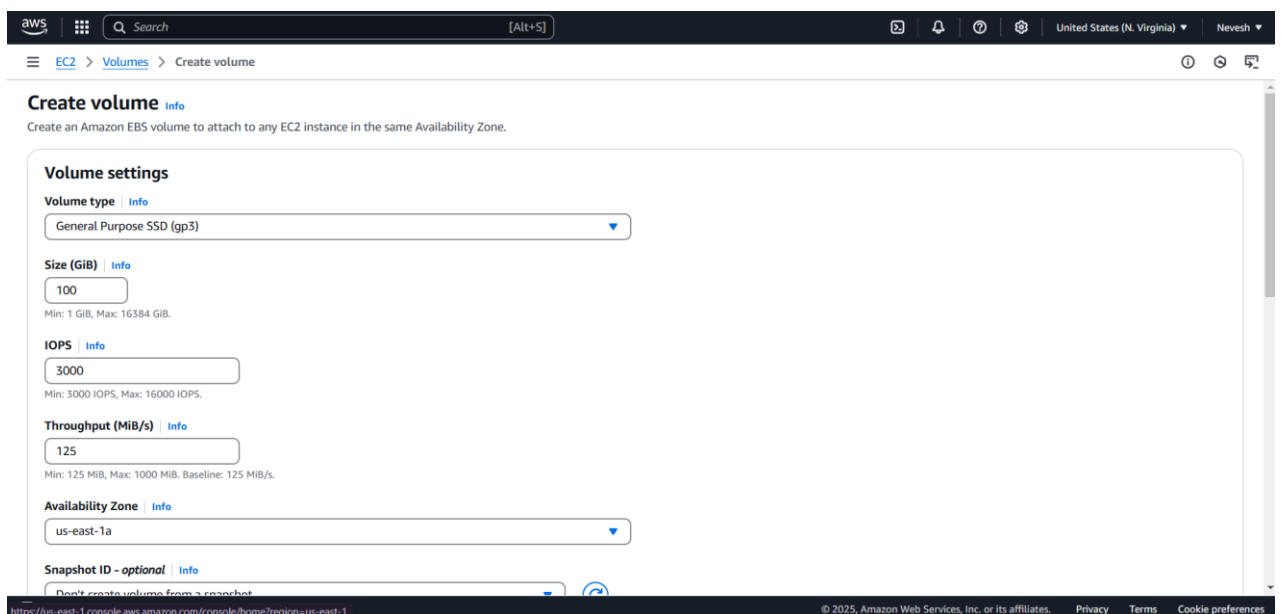 aws Search [Alt+S] United States (N. Virginia) Nevesh
EC2 > Volumes > Create volume
Create volume Info
Create an Amazon EBS volume to attach to any EC2 instance in the same Availability Zone.
Volume settings
Volume type Info
General Purpose SSD (gp3)
Size (GiB) Info
100
Min: 1 GiB, Max: 16384 GiB.
IOPS Info
3000
Min: 3000 IOPS, Max: 16000 IOPS.
Throughput (MiB/s) Info
125
Min: 125 MiB, Max: 1000 MiB. Baseline: 125 MiB/s.
Availability Zone Info
us-east-1a
Snapshot ID - optional Info
Don't create volume from a snapshot
https://us-east-1.console.aws.amazon.com/console/home?region=us-east-1 © 2025, Amazon Web Services, Inc. or its affiliates. Privacy Terms Cookie preferences